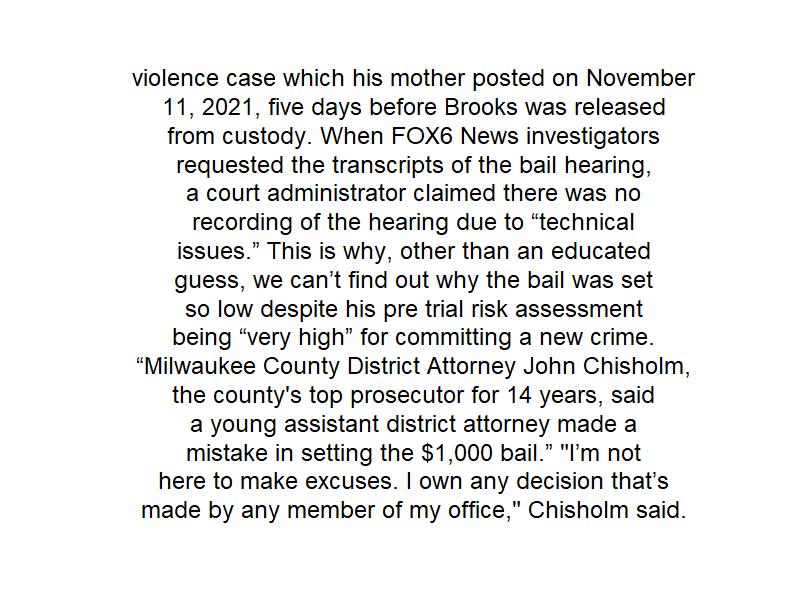 violence case which his mother posted on November
11, 2021, five days before Brooks was released
from custody. When FOX6 News investigators
requested the transcripts of the bail hearing,
a court administrator claimed there was no
recording of the hearing due to “technical
issues.” This is why, other than an educated
guess, we can’t find out why the bail was set
so low despite his pre trial risk assessment
being “very high” for committing a new crime.
“Milwaukee County District Attorney John Chisholm,
the county's top prosecutor for 14 years, said
a young assistant district attorney made a
mistake in setting the $1,000 bail.” "I’m not
here to make excuses. I own any decision that’s
made by any member of my office," Chisholm said.